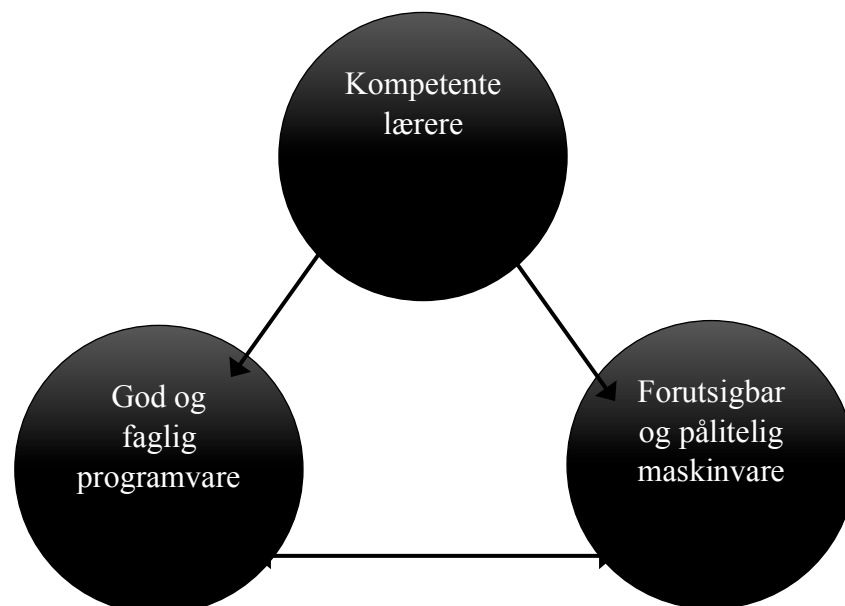 Kompetente
lærere
God og
faglig
programvare
Forutsigbar
og pålitelig
maskinvare